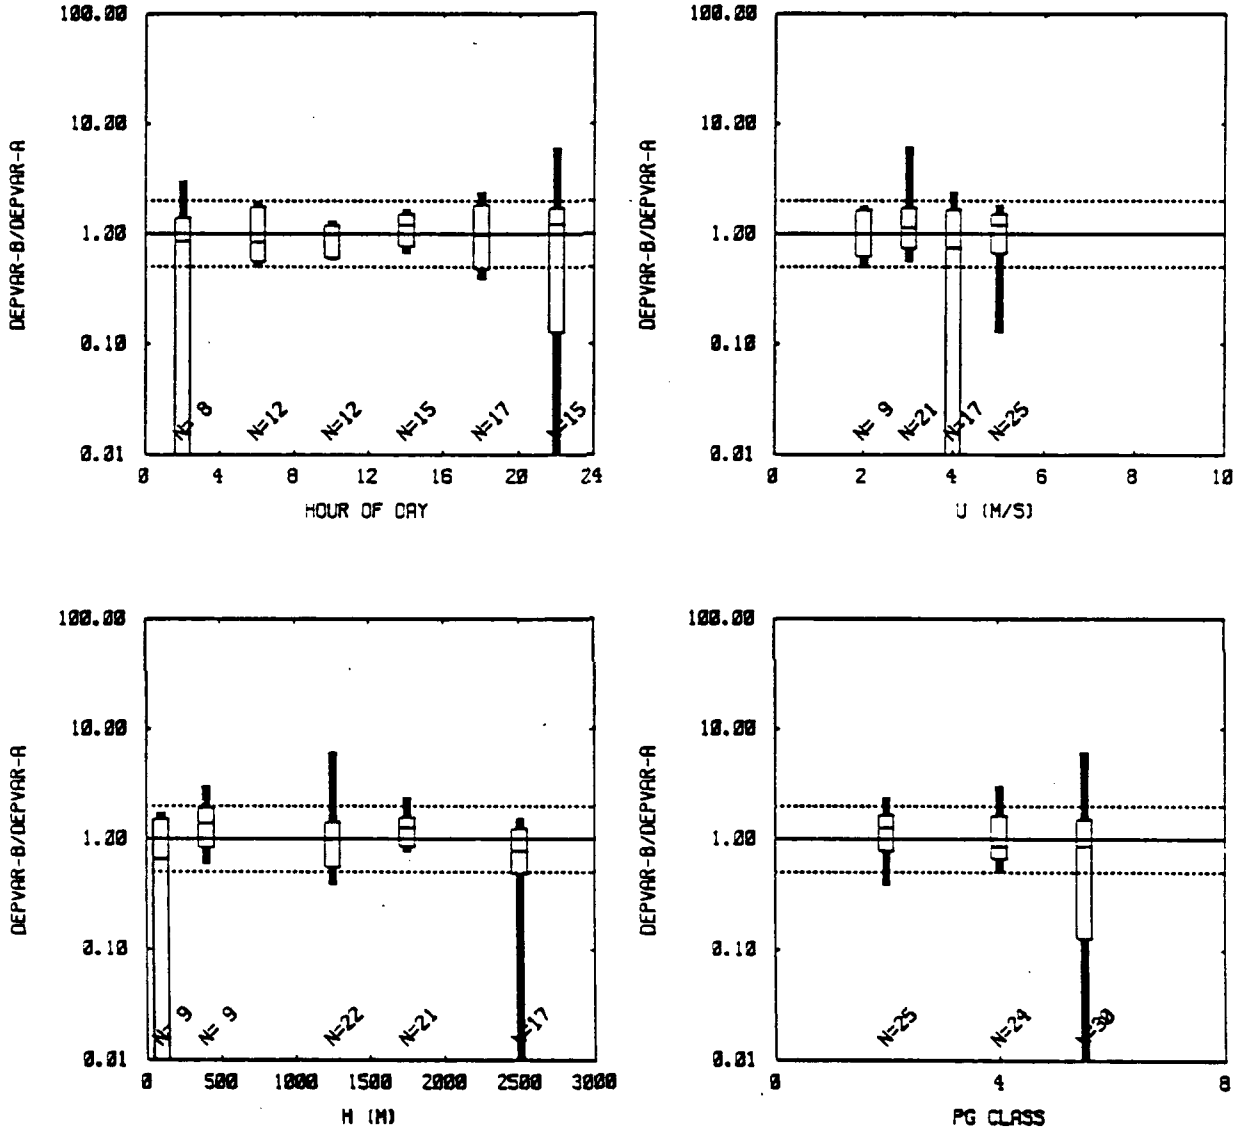 100.00
10.00
1.00
0.10
0.01
DEPVAR-B/DEPVAR-A
N= 8
N=12
N=12
N=15
N=17
N=15
0 4 8 12 16 20 24
HOUR OF DAY
100.00
10.00
1.00
0.10
0.01
DEPVAR-B/DEPVAR-A
N= 9
N=21
N=17
N=25
0 2 4 6 8 10
U (M/S)
100.00
10.00
1.00
0.10
0.01
DEPVAR-B/DEPVAR-A
N= 9
N= 9
N=22
N=21
N=17
0 500 1000 1500 2000 2500 3000
H (M)
100.00
10.00
1.00
0.10
0.01
DEPVAR-B/DEPVAR-A
N=25
N=24
N=30
0 4 8
PG CLASS